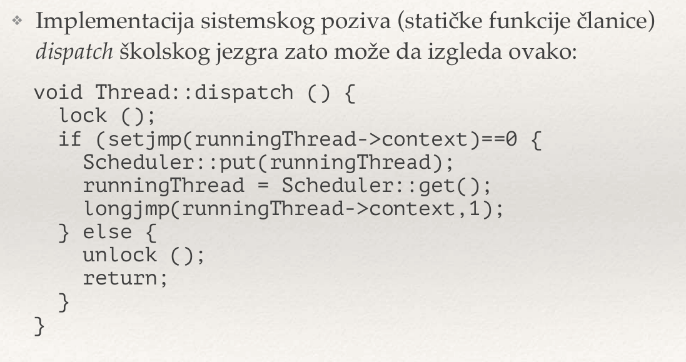 ❖ Implementacija sistemskog poziva (statičke funkcije članice)
dispatch školskog jezgra zato može da izgleda ovako:
void Thread::dispatch () {
  lock ();
  if (setjmp(runningThread->context)==0 {
    Scheduler::put(runningThread);
    runningThread = Scheduler::get();
    longjmp(runningThread->context,1);
  } else {
    unlock ();
    return;
  }
}